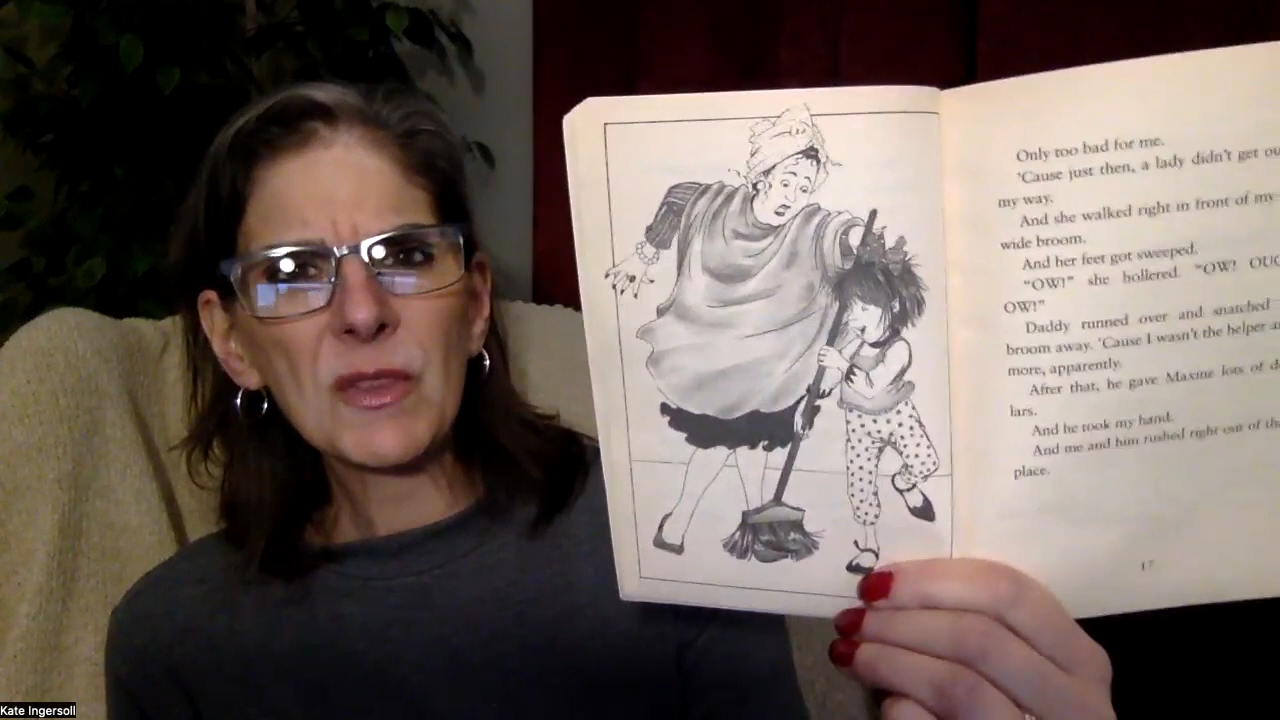 Only too bad for me.
'Cause just then, a lady didn't get ou
my way.
And she walked right in front of my
wide broom.
And her feet got sweeped.
"OW!" she hollered. "OW! OUC
OW!"
Daddy runned over and snatched
broom away. 'Cause I wasn't the helper a
more, apparently.
After that, he gave Maxine lots of d
lars.
And he took my hand.
And me and him rushed right out of th
place.
17
Kate Ingersoll